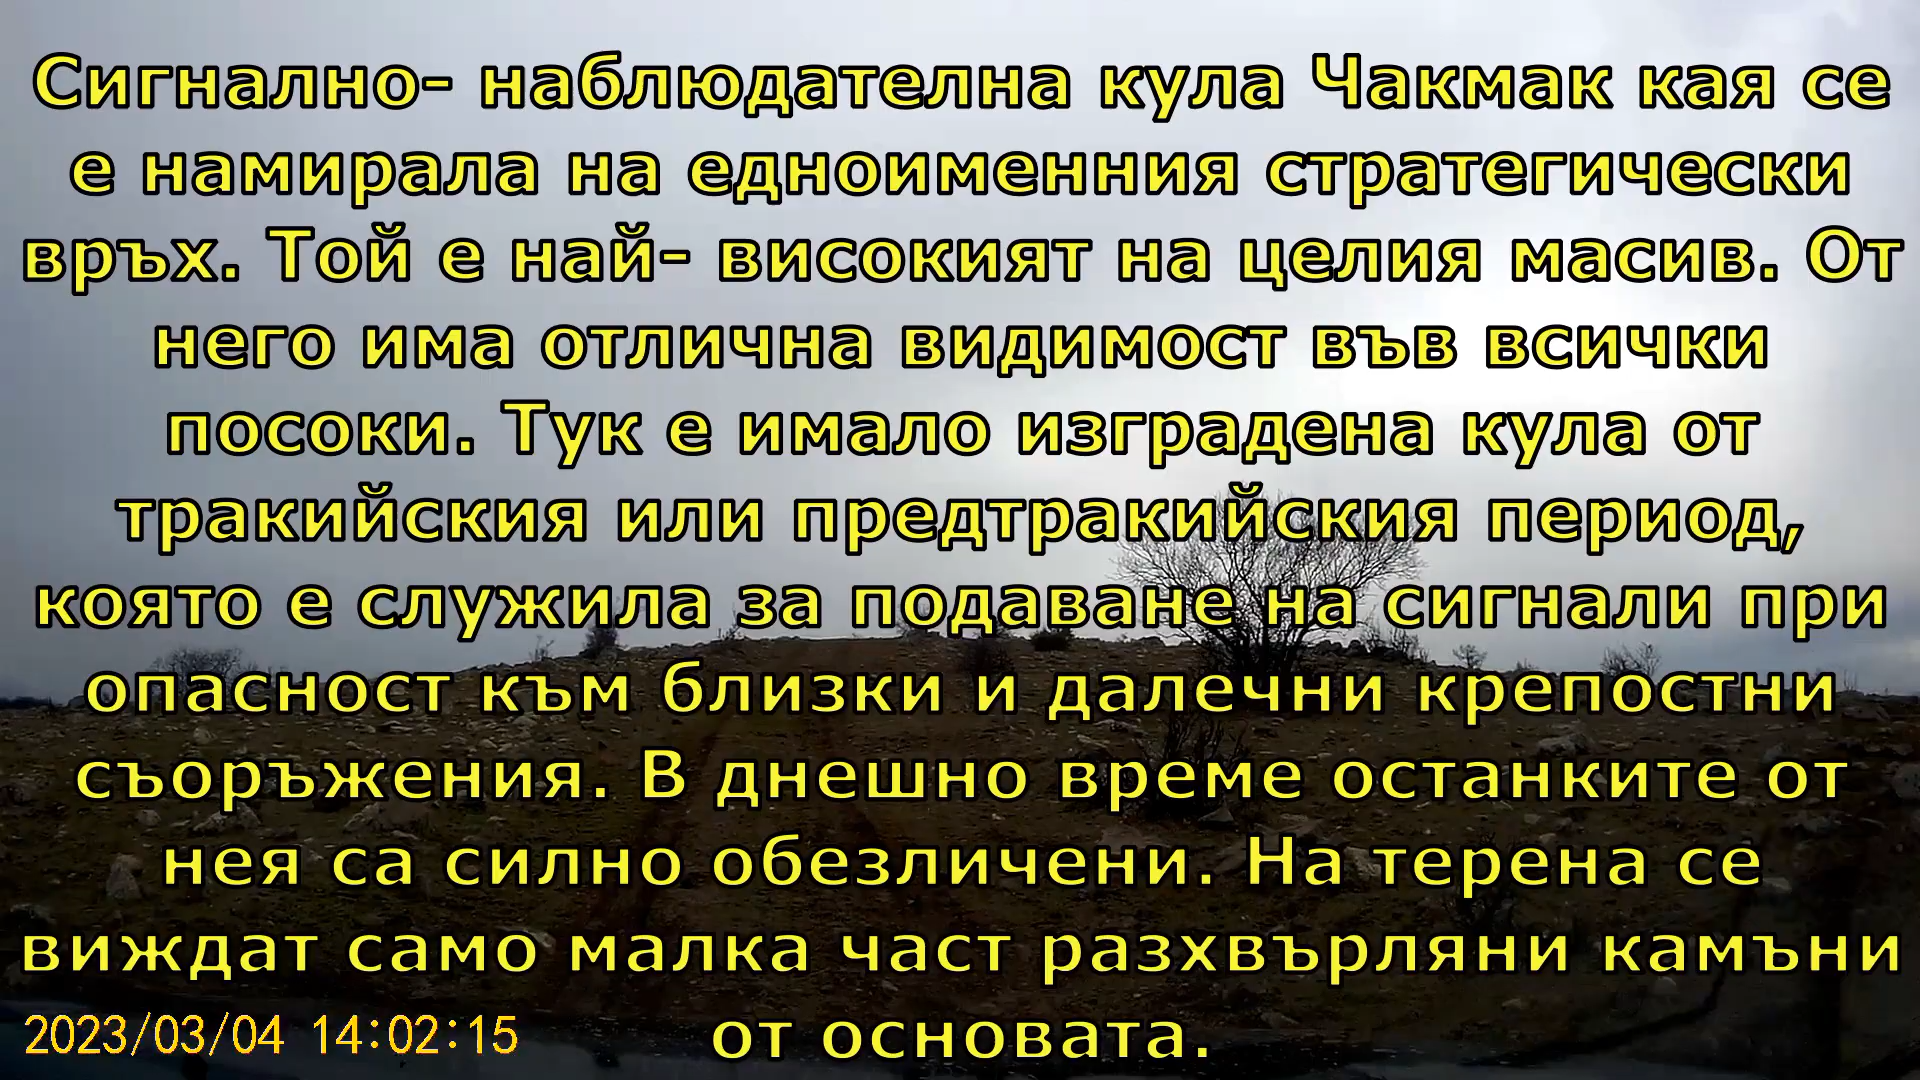 Сигнално- наблюдателна кула Чакмак кая се
е намирала на едноименния стратегически
връх. Той е най- високият на целия масив. От
него има отлична видимост във всички
посоки. Тук е имало изградена кула от
тракийския или предтракийския период,
която е служила за подаване на сигнали при
опасност към близки и далечни крепостни
съоръжения. В днешно време останките от
нея са силно обезличени. На терена се
виждат само малка част разхвърляни камъни
от основата.
2023/03/04 14:02:15